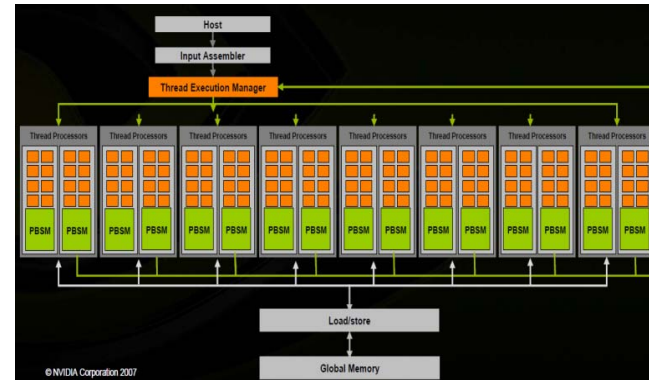 Host
Input Assembler
Thread Execution Manager
Thread Processors Thread Processors Thread Processors Thread Processors Thread Processors Thread Processors Thread Processors Thread Processors
PBSM PBSM PBSM PBSM PBSM PBSM PBSM PBSM PBSM PBSM PBSM PBSM PBSM PBSM PBSM PBSM
Load/store
Global Memory
© NVIDIA Corporation 2007